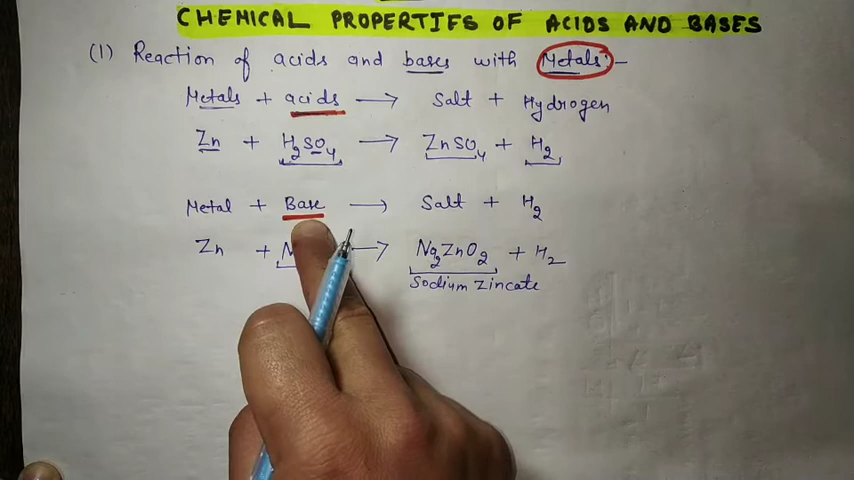 CHEMICAL PROPERTIES OF ACIDS AND BASES
(1) Reaction of acids and bases with Metals:-
Metals + acids → Salt + Hydrogen
Zn + H₂SO₄ → ZnSO₄ + H₂
Metal + Base → Salt + H₂
Zn + → Na₂ZnO₂ + H₂
Sodium Zincate